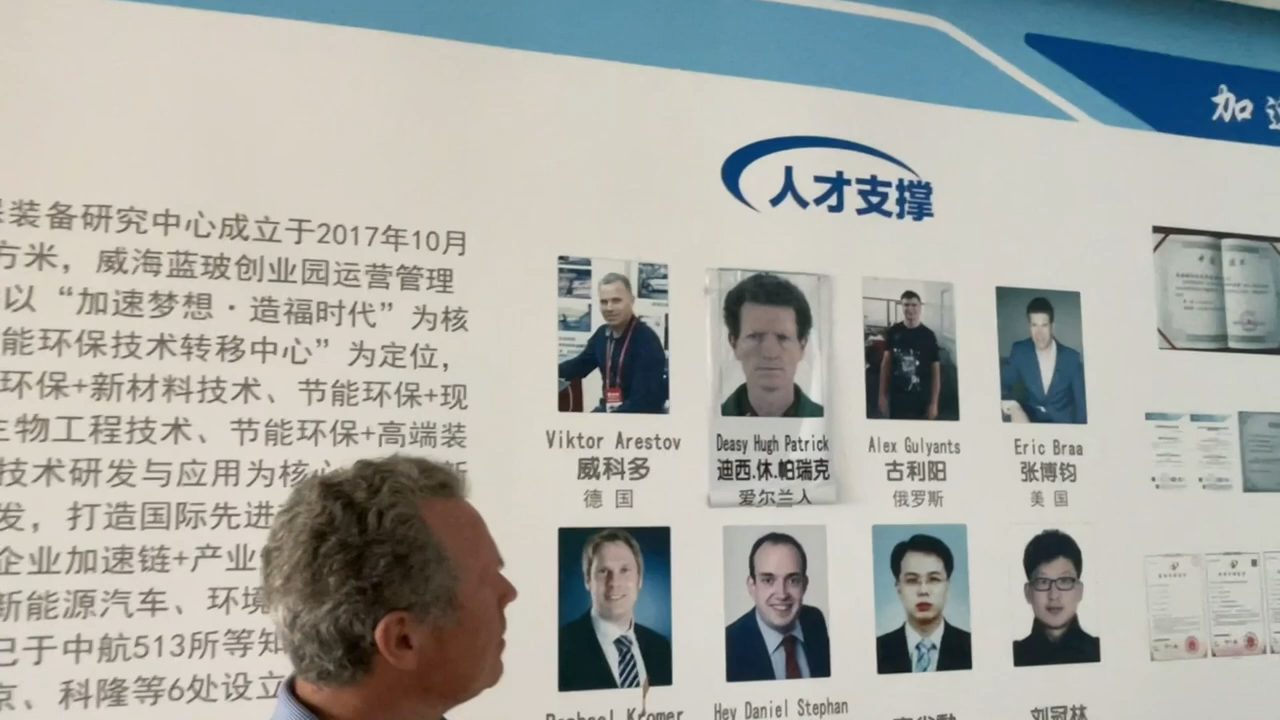 加
人才支撑
装备研究中心成立于2017年10月
方米，威海蓝玻创业园运营管理
以“加速梦想·造福时代”为核
能环保技术转移中心”为定位，
环保+新材料技术、节能环保+现
生物工程技术、节能环保+高端装
技术研发与应用为核心
发，打造国际先进
企业加速链+产业
新能源汽车、环境
已于中航513所等知
京、科隆等6处设立
Viktor Arestov
威科多
德 国
Deasy Hugh Patrick
迪西.休.帕瑞克
爱尔兰人
Alex Gulyants
古利阳
俄罗斯
Eric Braa
张博钧
美 国
Raphael Kromer
Hey Daniel Stephan
刘冠林